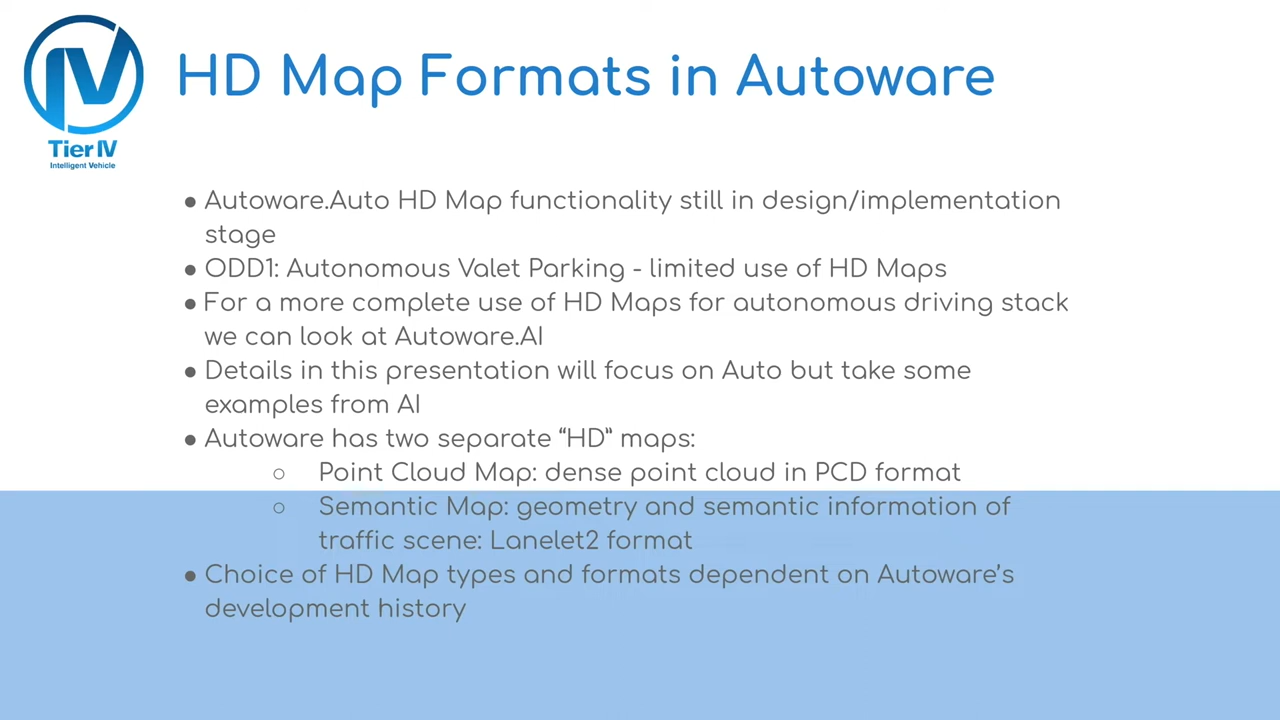 HD Map Formats in Autoware
Tier IV
Intelligent Vehicle
● Autoware.Auto HD Map functionality still in design/implementation
stage
● ODD1: Autonomous Valet Parking - limited use of HD Maps
● For a more complete use of HD Maps for autonomous driving stack
we can look at Autoware.AI
● Details in this presentation will focus on Auto but take some
examples from AI
● Autoware has two separate “HD” maps:
○ Point Cloud Map: dense point cloud in PCD format
○ Semantic Map: geometry and semantic information of
traffic scene: Lanelet2 format
● Choice of HD Map types and formats dependent on Autoware’s
development history